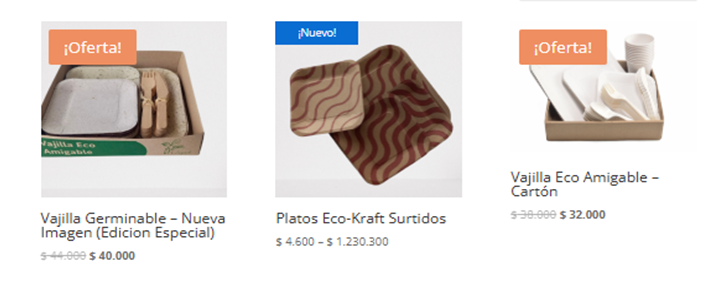 ¡Oferta!
Vajilla Eco
Amigable
Vajilla Germinable – Nueva
Imagen (Edicion Especial)
$ 44.000 $ 40.000
¡Nuevo!
Platos Eco-Kraft Surtidos
$ 4.600 – $ 1.230.300
¡Oferta!
Vajilla Eco Amigable –
Cartón
$ 38.000 $ 32.000